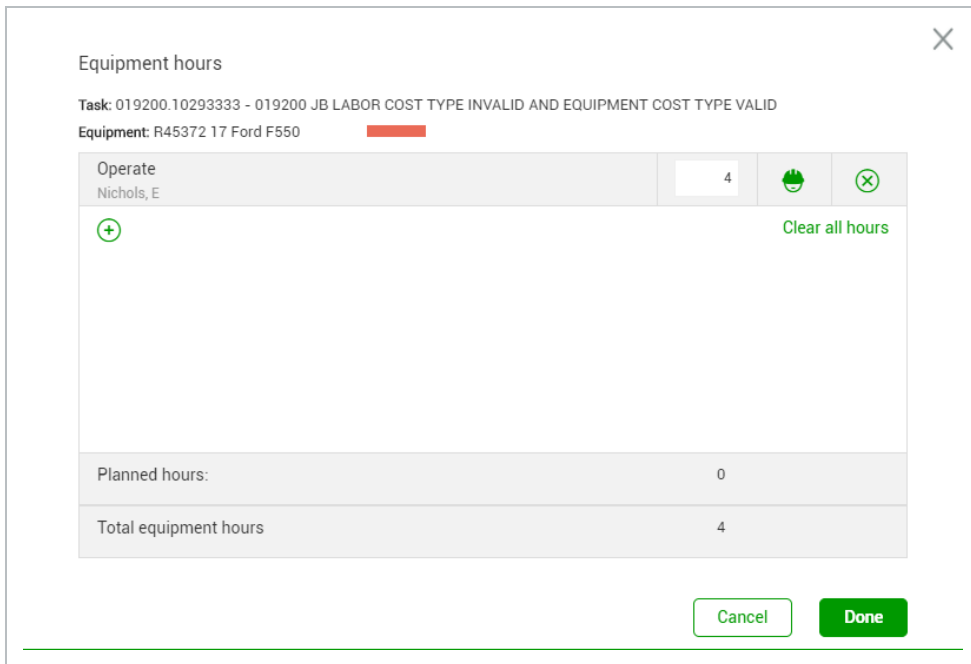 Equipment hours
Task: 019200.10293333 - 019200 JB LABOR COST TYPE INVALID AND EQUIPMENT COST TYPE VALID
Equipment: R45372 17 Ford F550
Operate 4
Nichols, E
Clear all hours
Planned hours: 0
Total equipment hours 4
Cancel Done